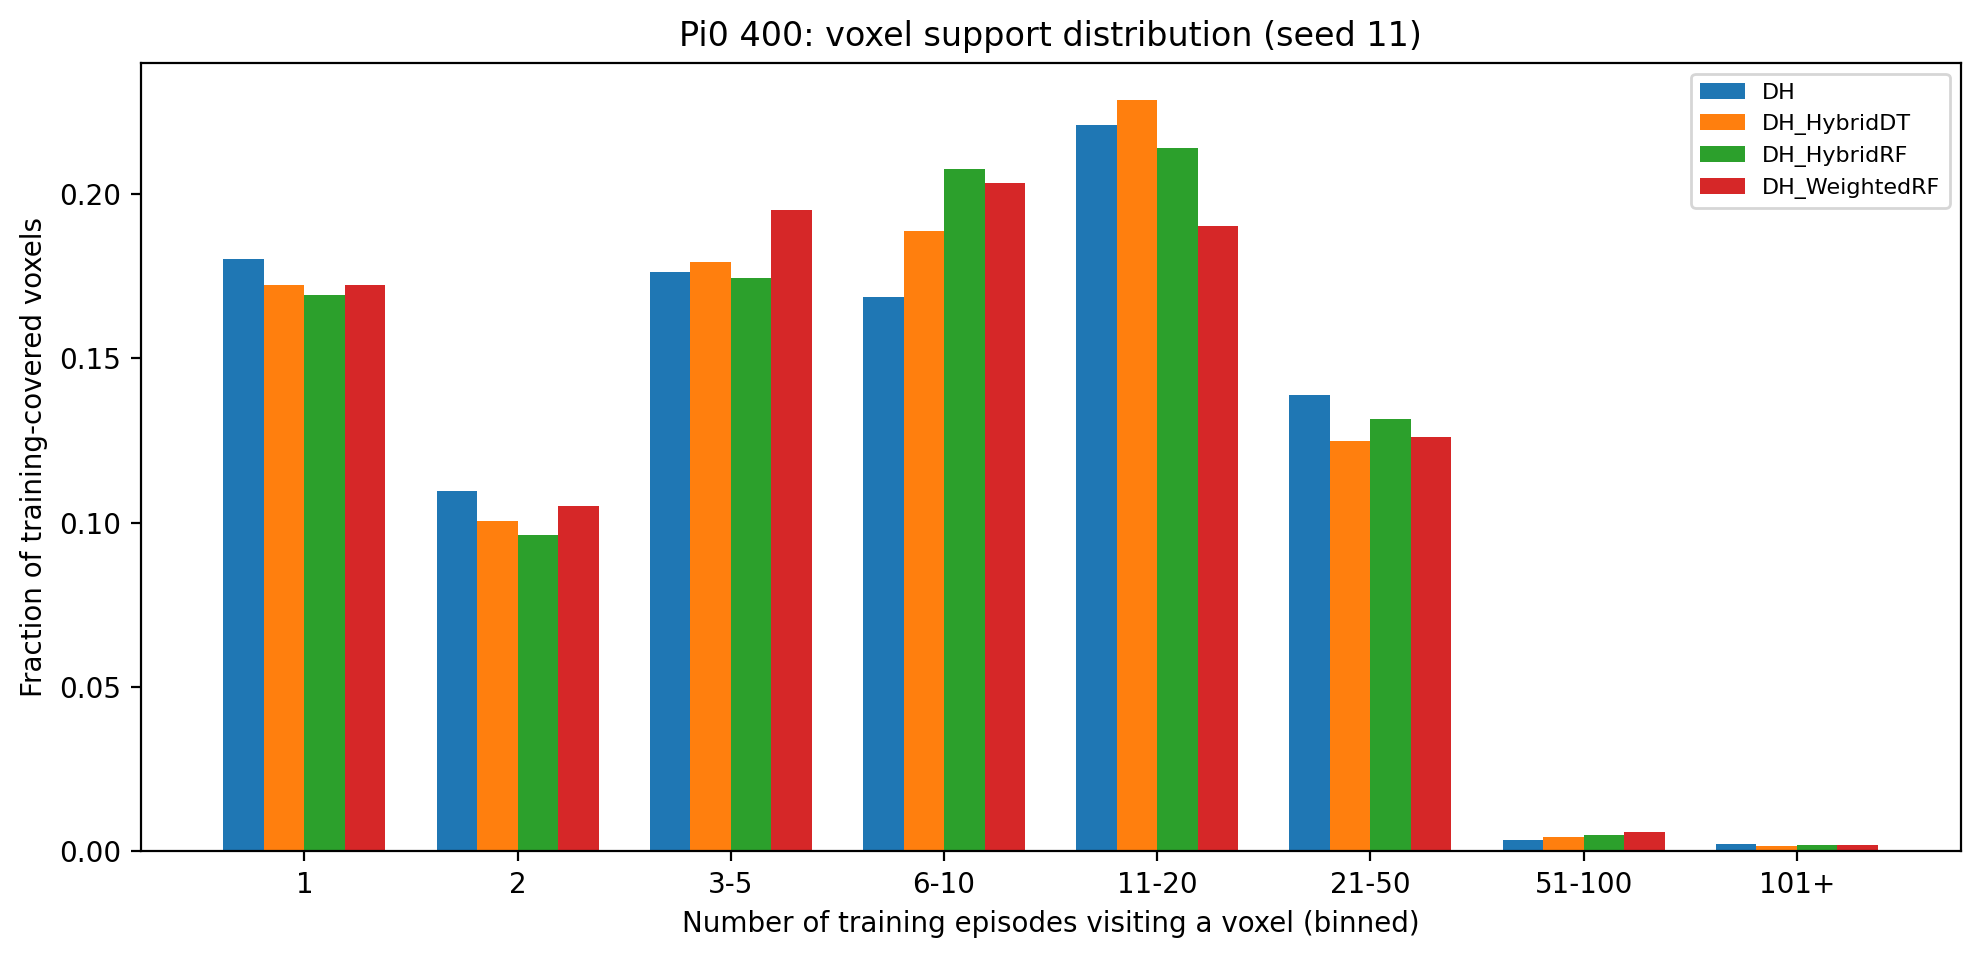 Pi0 400: voxel support distribution (seed 11)
DH
DH_HybridDT
DH_HybridRF
DH_WeightedRF
Fraction of training-covered voxels
0.20
0.15
0.10
0.05
0.00
1 2 3-5 6-10 11-20 21-50 51-100 101+
Number of training episodes visiting a voxel (binned)